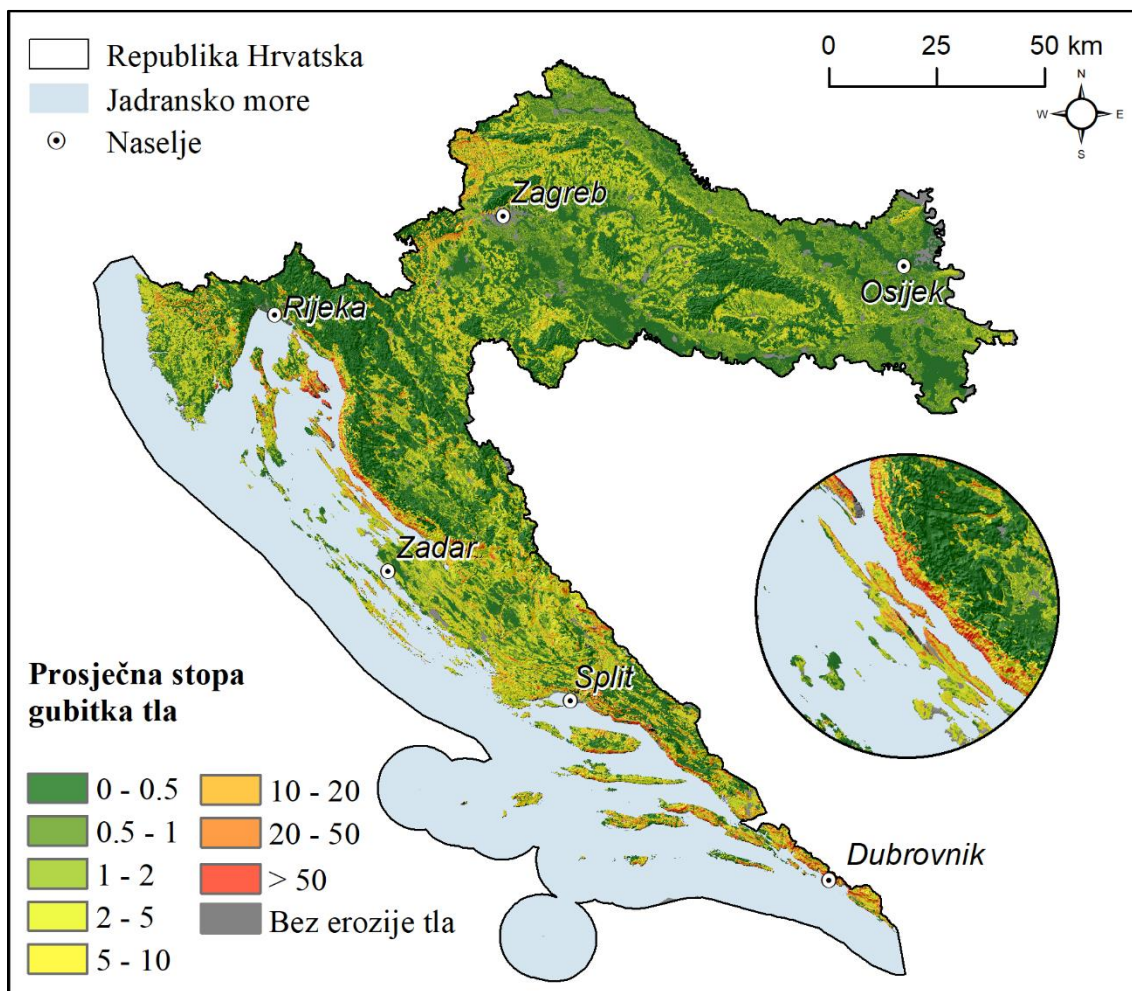 Republika Hrvatska
Jadransko more
Naselje
0 25 50 km
N
W E
S
Zagreb
Osijek
Rijeka
Zadar
Split
Dubrovnik
Prosječna stopa
gubitka tla
0 - 0.5
0.5 - 1
1 - 2
2 - 5
5 - 10
10 - 20
20 - 50
> 50
Bez erozije tla